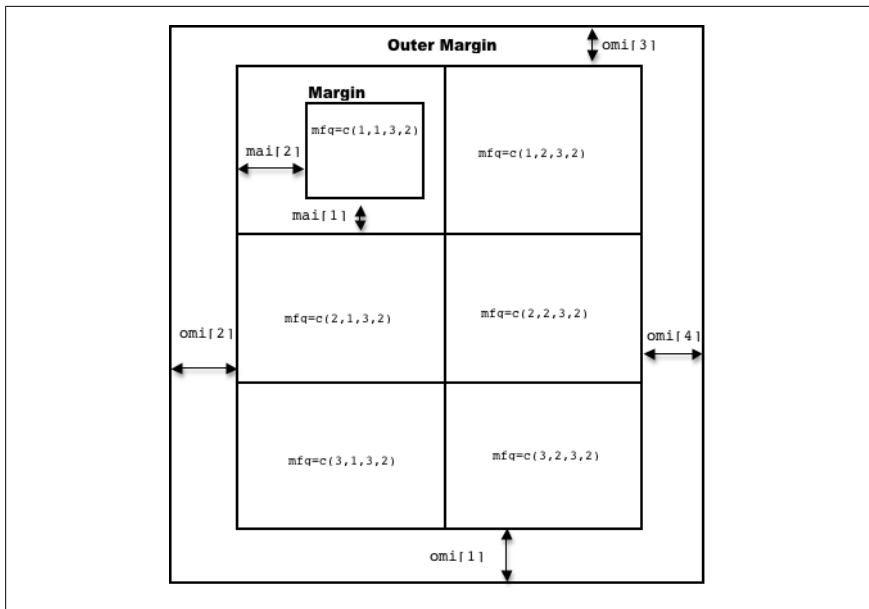 Outer Margin
omi[3]
Margin
mfg=c(1,1,3,2)
mai[2]
mfg=c(1,2,3,2)
mai[1]
mfg=c(2,1,3,2)
mfg=c(2,2,3,2)
omi[2]
omi[4]
mfg=c(3,1,3,2)
mfg=c(3,2,3,2)
omi[1]